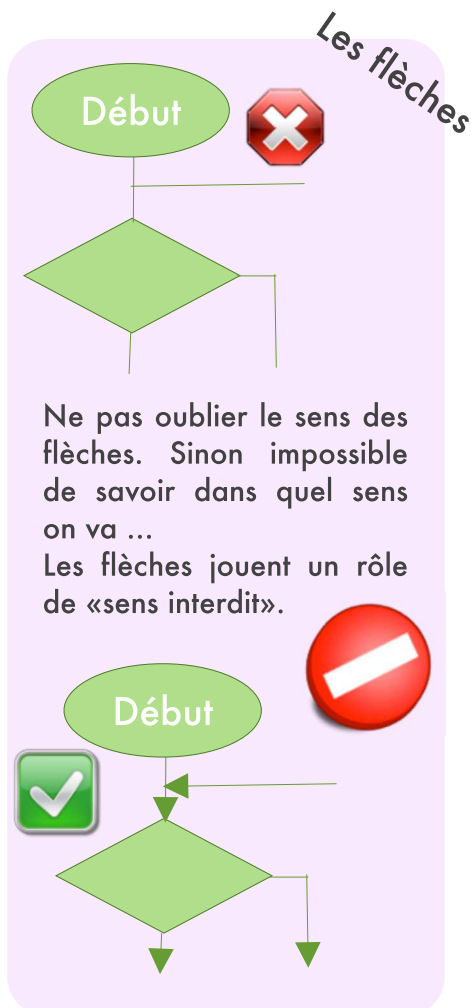 Les flèches
Début
Ne pas oublier le sens des
flèches. Sinon impossible
de savoir dans quel sens
on va ...
Les flèches jouent un rôle
de «sens interdit».
Début